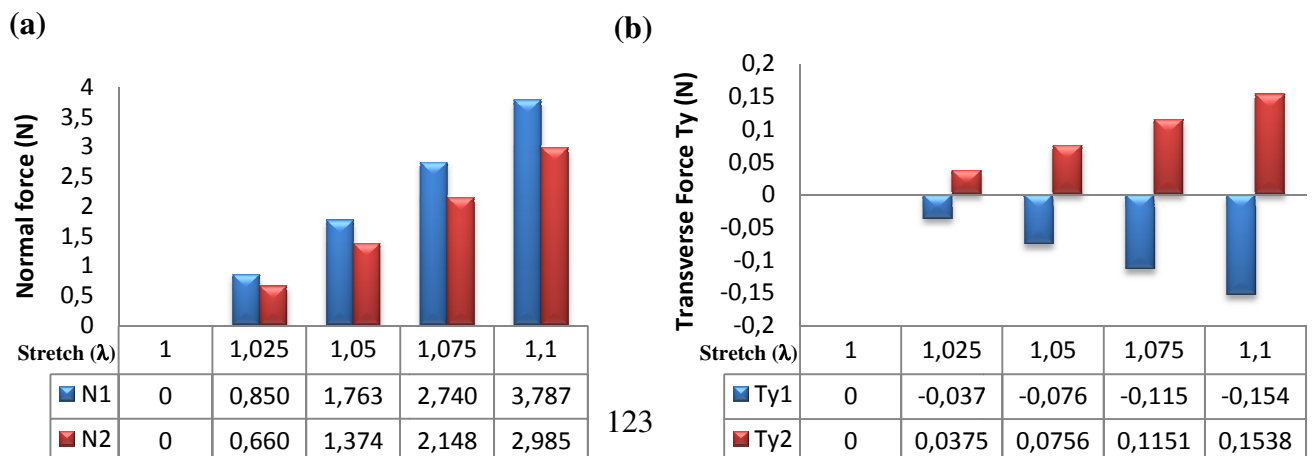 (a)
Normal force (N)
4
3,5
3
2,5
2
1,5
1
0,5
0
Stretch (λ) 1 1,025 1,05 1,075 1,1
N1 0 0,850 1,763 2,740 3,787
N2 0 0,660 1,374 2,148 2,985
123
(b)
Transverse Force Ty (N)
0,2
0,15
0,1
0,05
0
-0,05
-0,1
-0,15
-0,2
Stretch (λ) 1 1,025 1,05 1,075 1,1
Ty1 0 -0,037 -0,076 -0,115 -0,154
Ty2 0 0,0375 0,0756 0,1151 0,1538